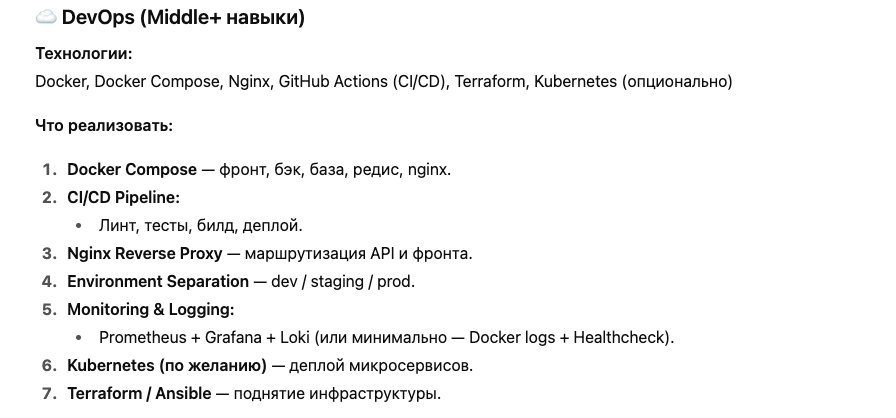 ☁️ DevOps (Middle+ навыки)
Технологии:
Docker, Docker Compose, Nginx, GitHub Actions (CI/CD), Terraform, Kubernetes (опционально)
Что реализовать:
1. Docker Compose — фронт, бэк, база, редис, nginx.
2. CI/CD Pipeline:
• Линт, тесты, билд, деплой.
3. Nginx Reverse Proxy — маршрутизация API и фронта.
4. Environment Separation — dev / staging / prod.
5. Monitoring & Logging:
• Prometheus + Grafana + Loki (или минимально — Docker logs + Healthcheck).
6. Kubernetes (по желанию) — деплой микросервисов.
7. Terraform / Ansible — поднятие инфраструктуры.